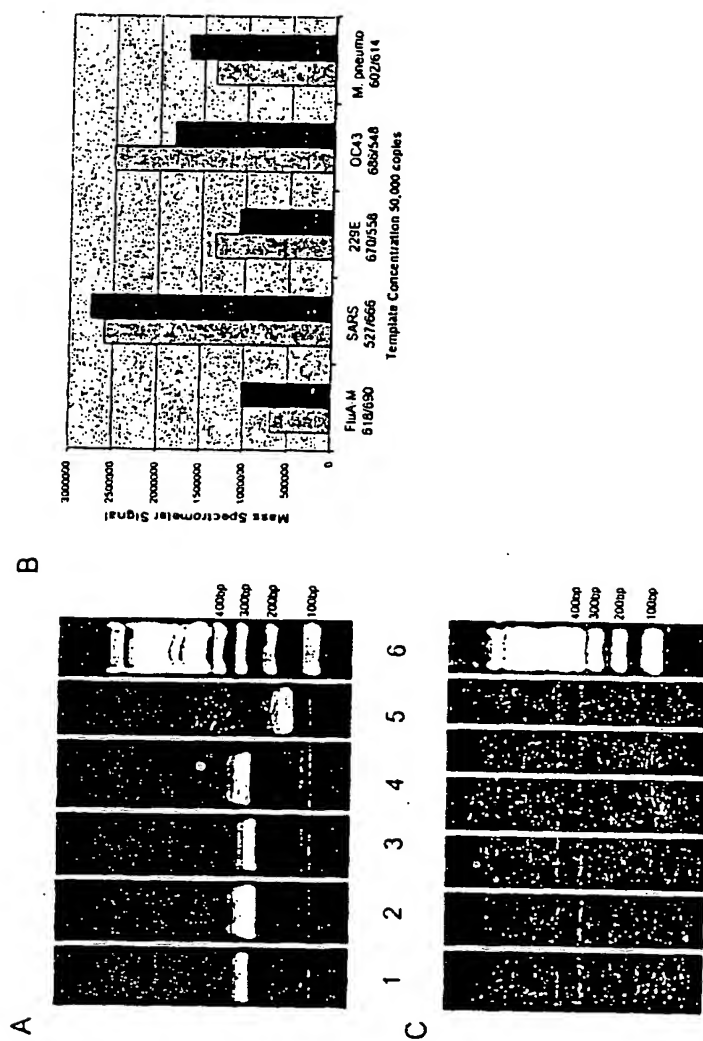 A
400bp
300bp
200bp
100bp
1 2 3 4 5 6
B
Mass Spectrometer Signal
3000000
2500000
2000000
1500000
1000000
500000
0
FluA-M SARS 229E OC43 M. pneumo
618/690 527/666 670/558 686/548 602/614
Template Concentration 50,000 copies
C
400bp
300bp
200bp
100bp